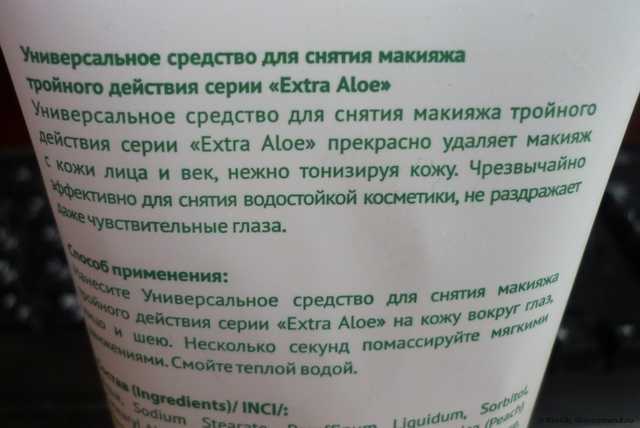 Универсальное средство для снятия макияжа
тройного действия серии «Extra Aloe»
Универсальное средство для снятия макияжа тройного
действия серии «Extra Aloe» прекрасно удаляет макияж
с кожи лица и век, нежно тонизируя кожу. Чрезвычайно
эффективно для снятия водостойкой косметики, не раздражает
даже чувствительные глаза.
Способ применения:
Нанесите Универсальное средство для снятия макияжа
тройного действия серии «Extra Aloe» на кожу вокруг глаз,
и шею. Несколько секунд помассируйте мягкими
Смойте теплой водой.
(Ingredients)/ INCI/:
Sodium Liquidum, Sorbitol,
(Peach)